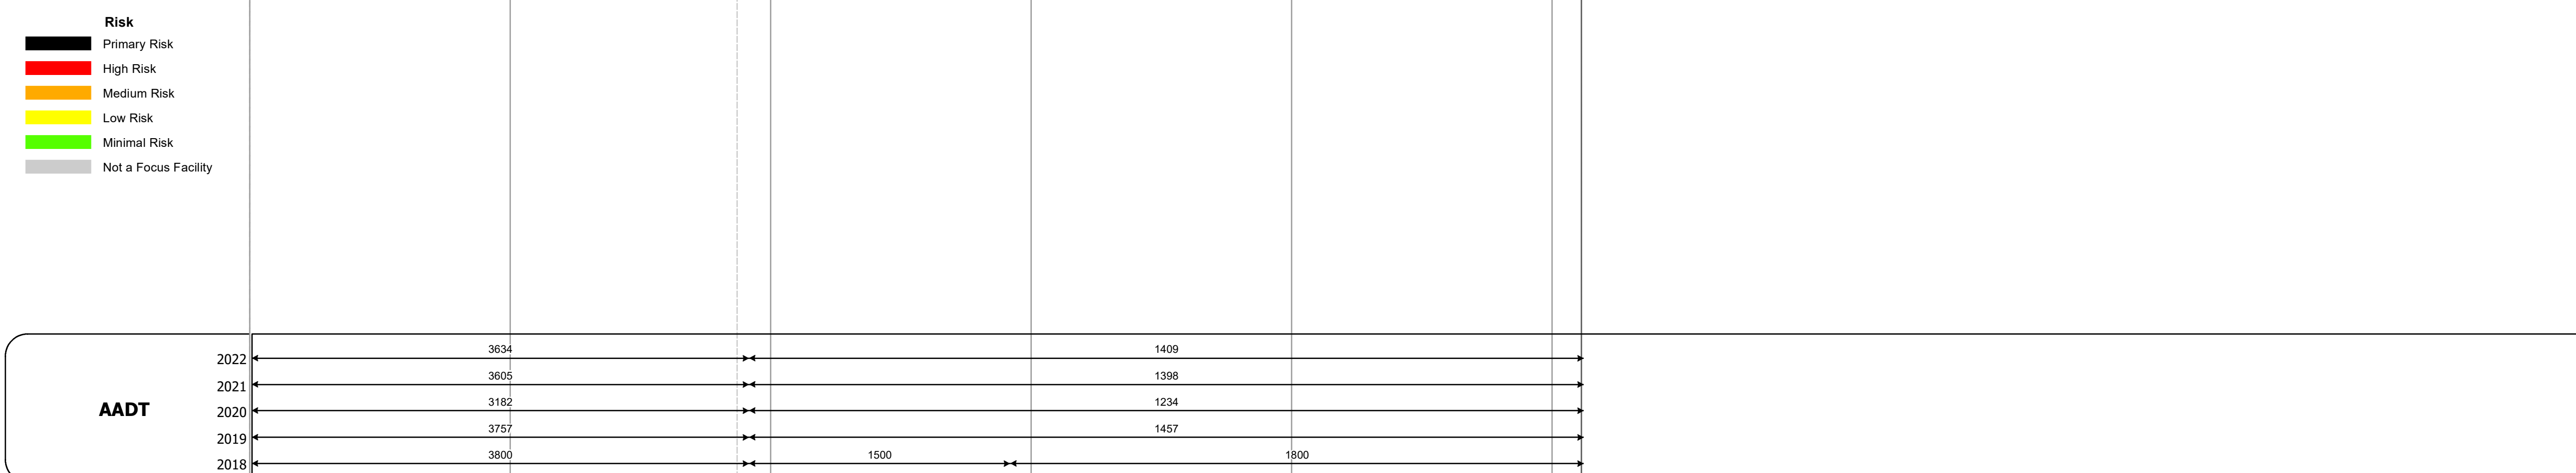 Risk
Primary Risk
High Risk
Medium Risk
Low Risk
Minimal Risk
Not a Focus Facility
AADT
2022 3634 1409
2021 3605 1398
2020 3182 1234
2019 3757 1457
2018 3800 1500 1800